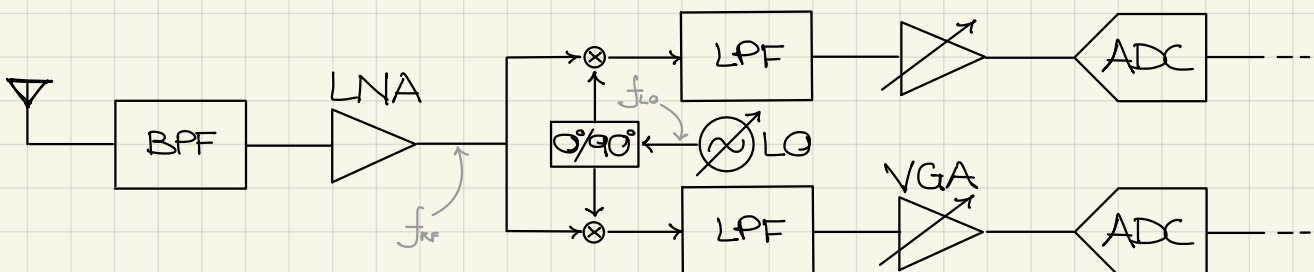 LPF
ADC
LNA
f_LO
BPF
0°/90°
LO
VGA
f_RF
LPF
ADC